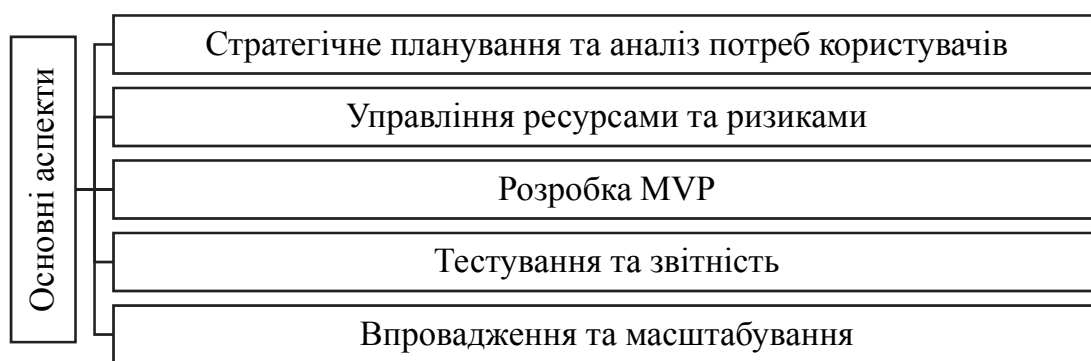 Основні аспекти
Стратегічне планування та аналіз потреб користувачів
Управління ресурсами та ризиками
Розробка MVP
Тестування та звітність
Впровадження та масштабування